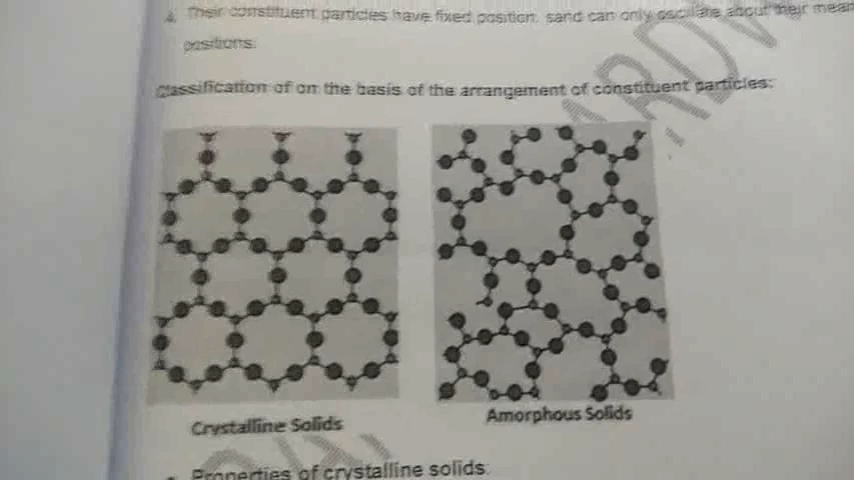 4. Their constituent particles have fixed position, sand can only oscillate about their mean
positions.
Classification of on the basis of the arrangement of constituent particles:
Crystalline Solids
Amorphous Solids
• Properties of crystalline solids: